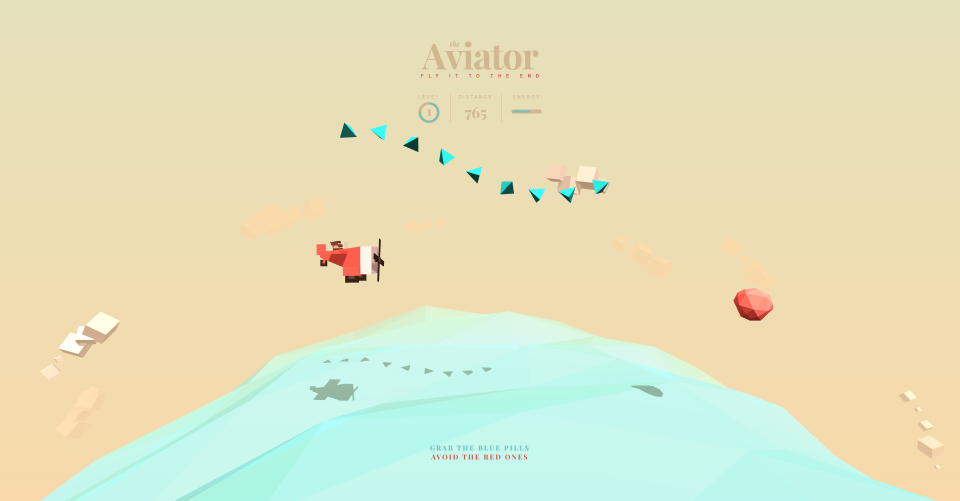 the
Aviator
FLY IT TO THE END
LEVEL DISTANCE ENERGY
1 765
GRAB THE BLUE PILLS
AVOID THE RED ONES